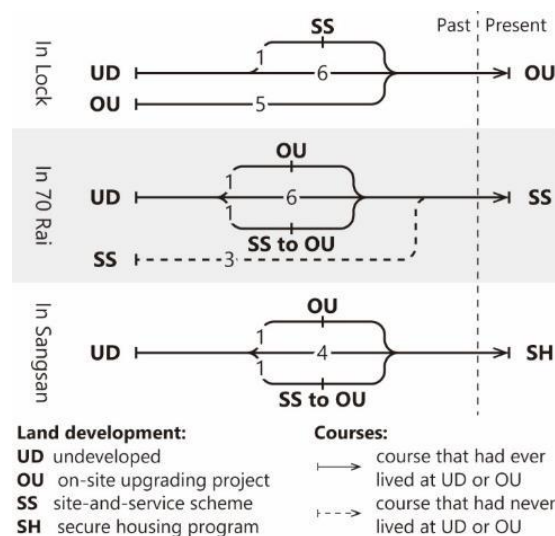 In Lock
SS
Past Present
1
UD 6 OU
OU 5
In 70 Rai
OU
1
UD 6 SS
1
SS to OU
SS 3
In Sangsan
OU
1
UD 4 SH
1
SS to OU
Land development:
UD undeveloped
OU on-site upgrading project
SS site-and-service scheme
SH secure housing program
Courses:
course that had ever
lived at UD or OU
course that had never
lived at UD or OU